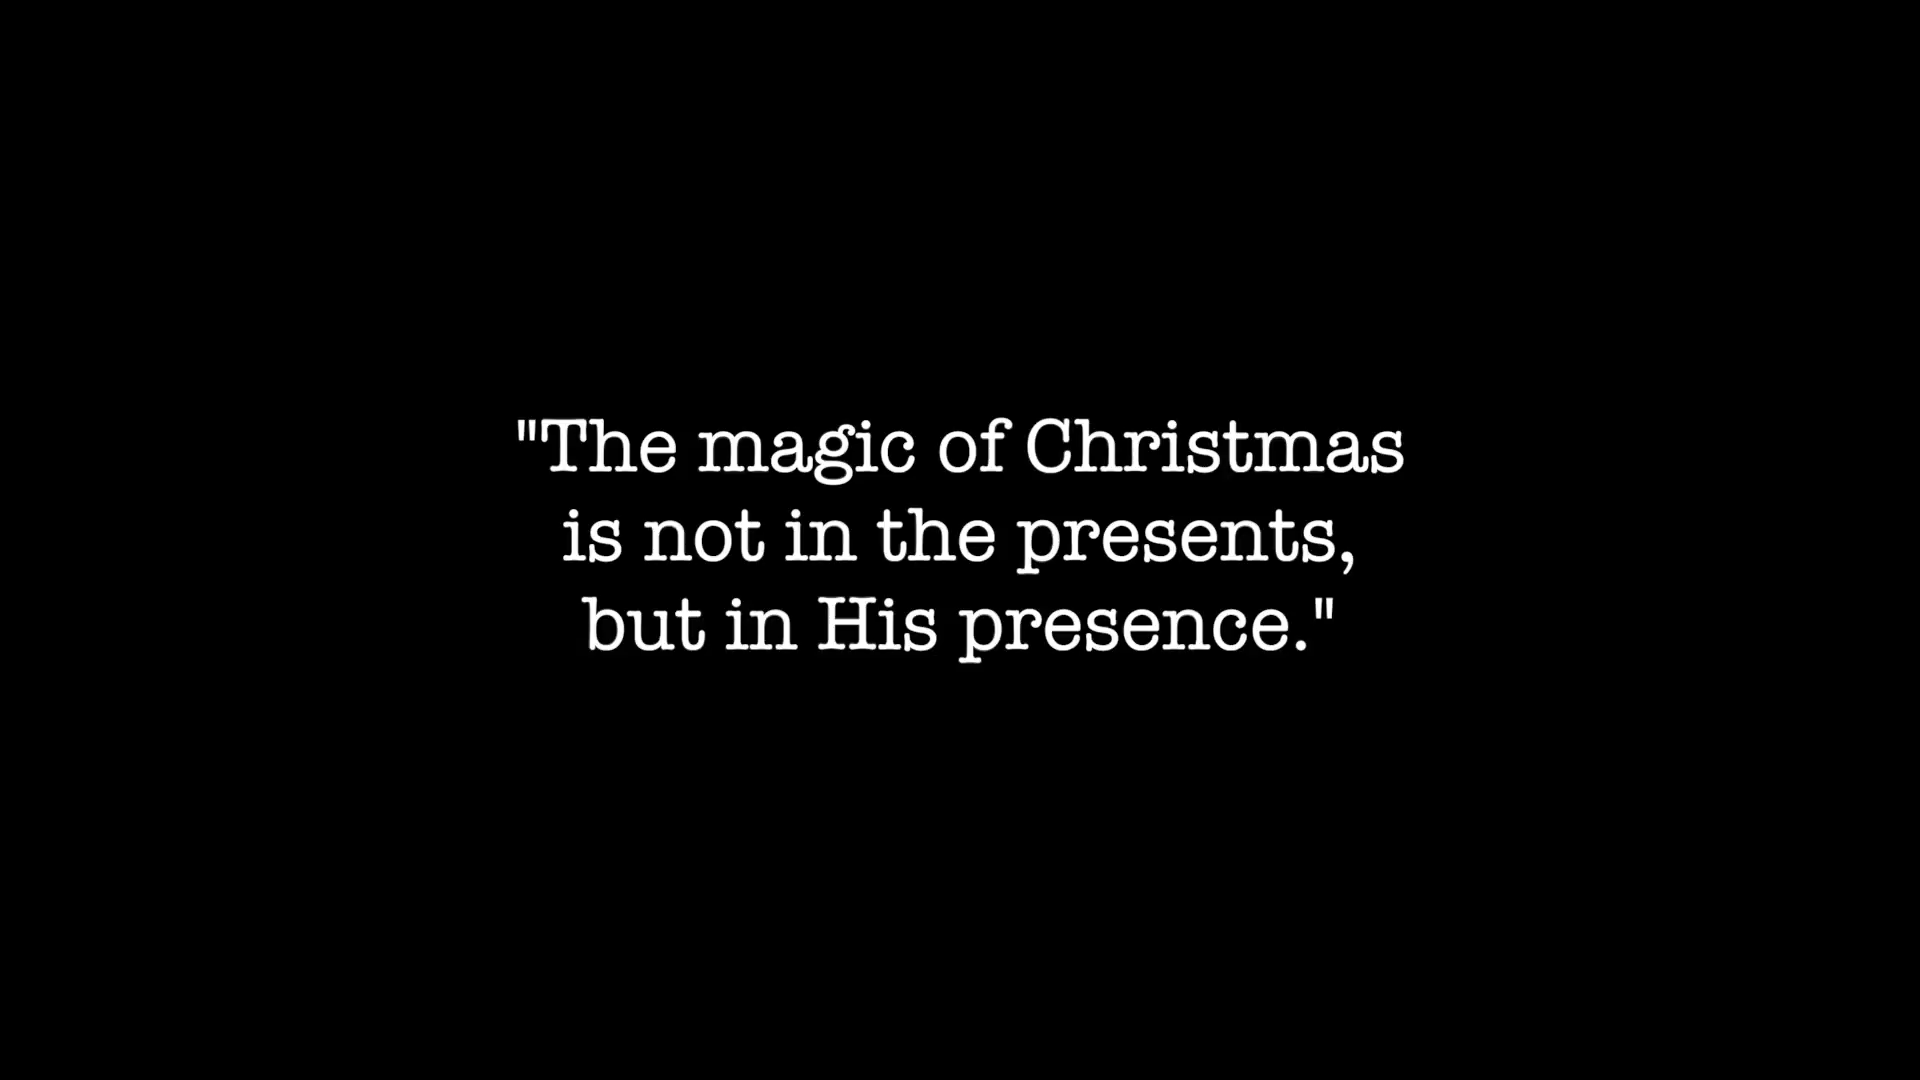 "The magic of Christmas
is not in the presents,
but in His presence."